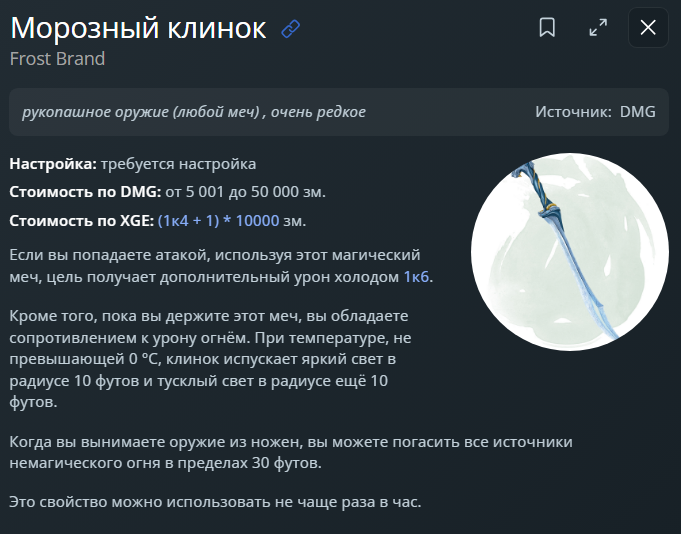 Морозный клинок
Frost Brand
рукопашное оружие (любой меч) , очень редкое
Источник: DMG
Настройка: требуется настройка
Стоимость по DMG: от 5 001 до 50 000 зм.
Стоимость по XGE: (1к4 + 1) * 10000 зм.
Если вы попадаете атакой, используя этот магический
меч, цель получает дополнительный урон холодом 1к6.
Кроме того, пока вы держите этот меч, вы обладаете
сопротивлением к урону огнём. При температуре, не
превышающей 0 °C, клинок испускает яркий свет в
радиусе 10 футов и тусклый свет в радиусе ещё 10
футов.
Когда вы вынимаете оружие из ножен, вы можете погасить все источники
немагического огня в пределах 30 футов.
Это свойство можно использовать не чаще раза в час.